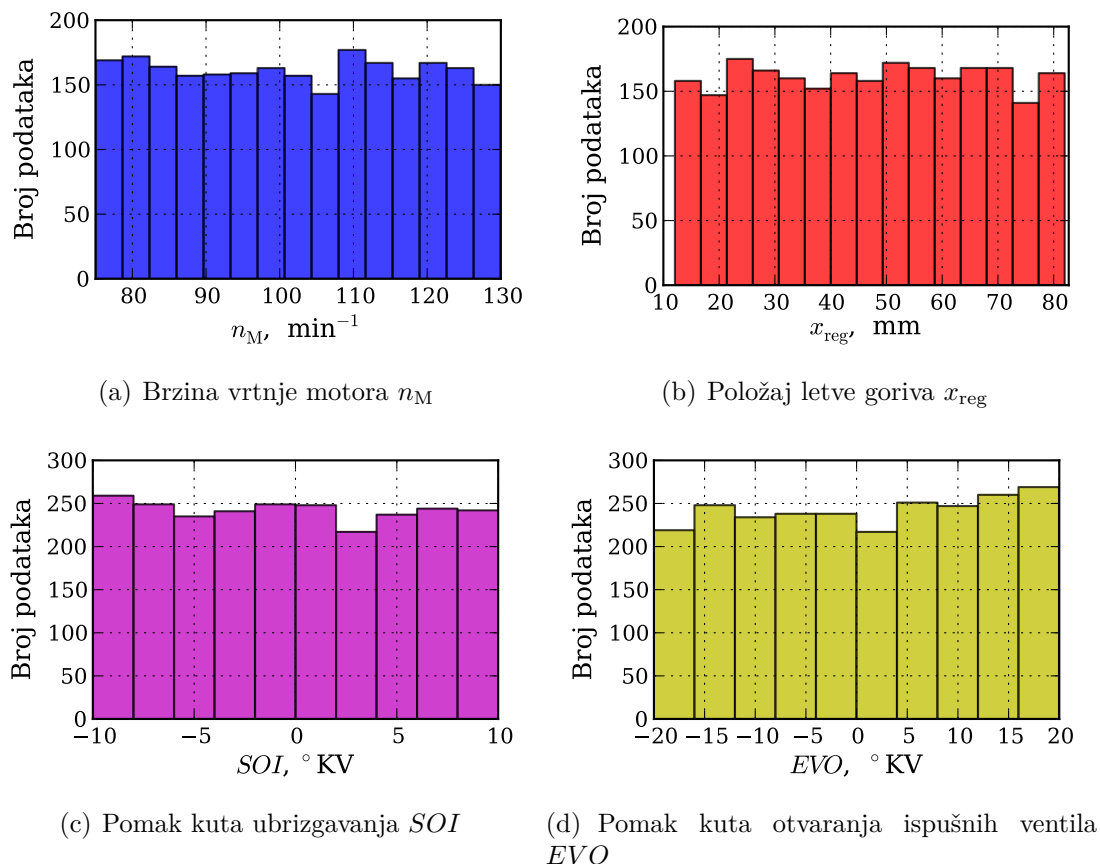 200
150
100
50
0
Broj podataka
80 90 100 110 120 130
n_M, min⁻¹
(a) Brzina vrtnje motora n_M
200
150
100
50
0
Broj podataka
10 20 30 40 50 60 70 80
x_reg, mm
(b) Položaj letve goriva x_reg
300
250
200
150
100
50
0
Broj podataka
−10 −5 0 5 10
SOI, °KV
(c) Pomak kuta ubrizgavanja SOI
300
250
200
150
100
50
0
Broj podataka
−20 −15 −10 −5 0 5 10 15 20
EVO, °KV
(d) Pomak kuta otvaranja ispušnih ventila
EVO